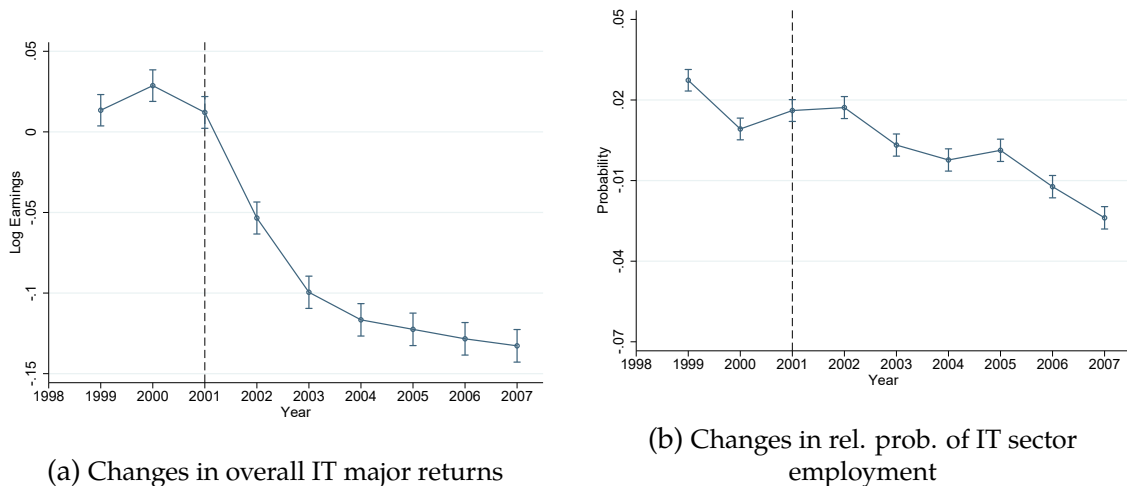 .05
0
-.05
-.1
-.15
Log Earnings
1998 1999 2000 2001 2002 2003 2004 2005 2006 2007
Year
(a) Changes in overall IT major returns
.05
.02
-.01
-.04
-.07
Probability
1998 1999 2000 2001 2002 2003 2004 2005 2006 2007
Year
(b) Changes in rel. prob. of IT sector
employment